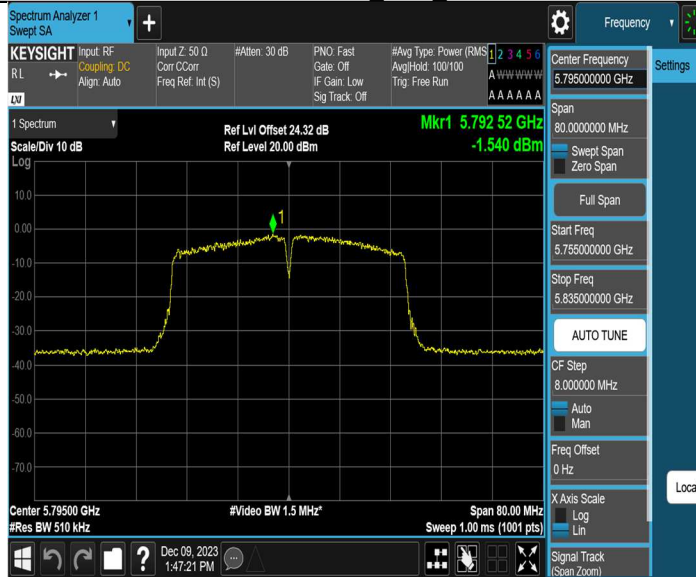 Spectrum Analyzer 1
Swept SA
+
Frequency
KEYSIGHT
RL
LXI
Input: RF
Coupling: DC
Align: Auto
Input Z: 50 Ω
Corr CCorr
Freq Ref: Int (S)
#Atten: 30 dB
PNO: Fast
Gate: Off
IF Gain: Low
Sig Track: Off
#Avg Type: Power (RMS
Avg|Hold: 100/100
Trig: Free Run
1 2 3 4 5 6
A W W W W W
A A A A A A
1 Spectrum
Scale/Div 10 dB
Log
Ref Lvl Offset 24.32 dB
Ref Level 20.00 dBm
Mkr1 5.792 52 GHz
-1.540 dBm
10.0
0.00
-10.0
-20.0
-30.0
-40.0
-50.0
-60.0
-70.0
1
Center 5.79500 GHz
#Res BW 510 kHz
#Video BW 1.5 MHz*
Span 80.00 MHz
Sweep 1.00 ms (1001 pts)
Dec 09, 2023
1:47:21 PM
?
Center Frequency
5.795000000 GHz
Settings
Span
80.0000000 MHz
Swept Span
Zero Span
Full Span
Start Freq
5.755000000 GHz
Stop Freq
5.835000000 GHz
AUTO TUNE
CF Step
8.000000 MHz
Auto
Man
Freq Offset
0 Hz
X Axis Scale
Log
Lin
Loca
Signal Track
(Span Zoom)